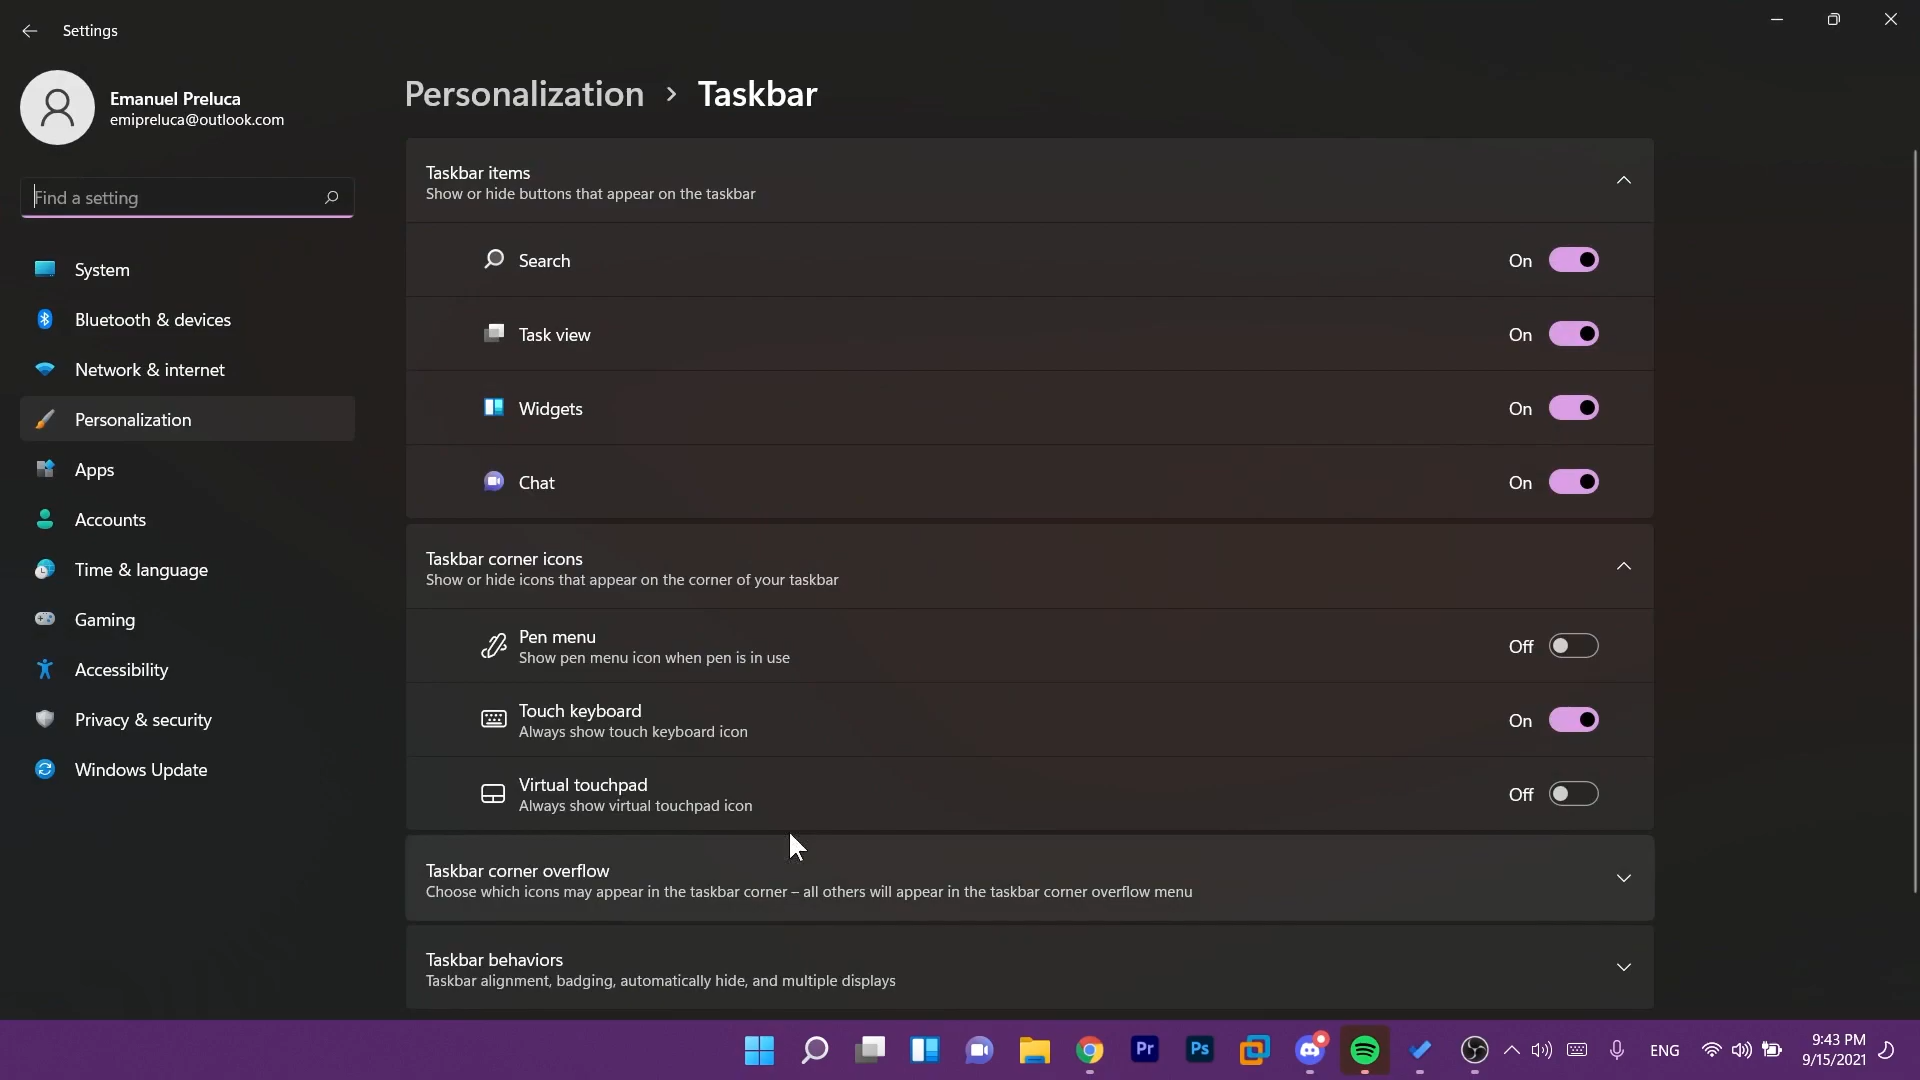 Settings
Emanuel Preluca
emipreluca@outlook.com
Find a setting
System
Bluetooth & devices
Network & internet
Personalization
Apps
Accounts
Time & language
Gaming
Accessibility
Privacy & security
Windows Update
Personalization > Taskbar
Taskbar items
Show or hide buttons that appear on the taskbar
Search On
Task view On
Widgets On
Chat On
Taskbar corner icons
Show or hide icons that appear on the corner of your taskbar
Pen menu
Show pen menu icon when pen is in use
Off
Touch keyboard
Always show touch keyboard icon
On
Virtual touchpad
Always show virtual touchpad icon
Off
Taskbar corner overflow
Choose which icons may appear in the taskbar corner – all others will appear in the taskbar corner overflow menu
Taskbar behaviors
Taskbar alignment, badging, automatically hide, and multiple displays
Pr
Ps
ENG
9:43 PM
9/15/2021